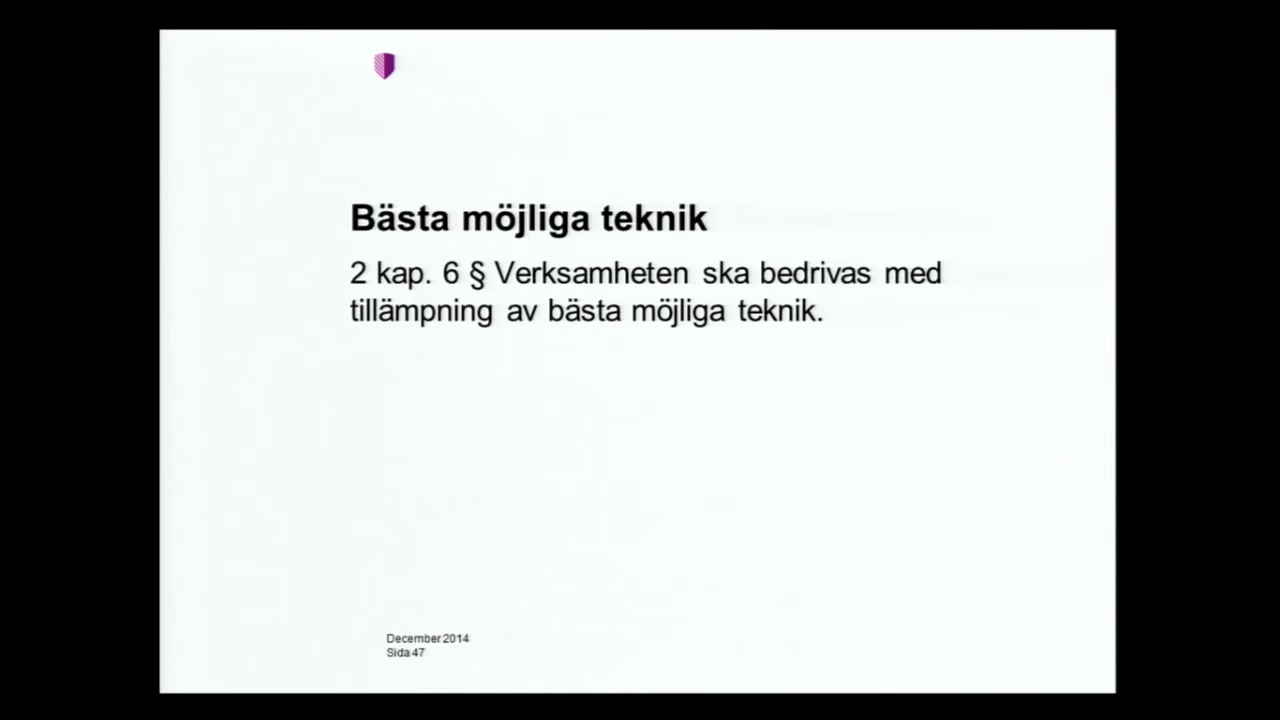 Bästa möjliga teknik
2 kap. 6 § Verksamheten ska bedrivas med
tillämpning av bästa möjliga teknik.
December 2014
Sida 47